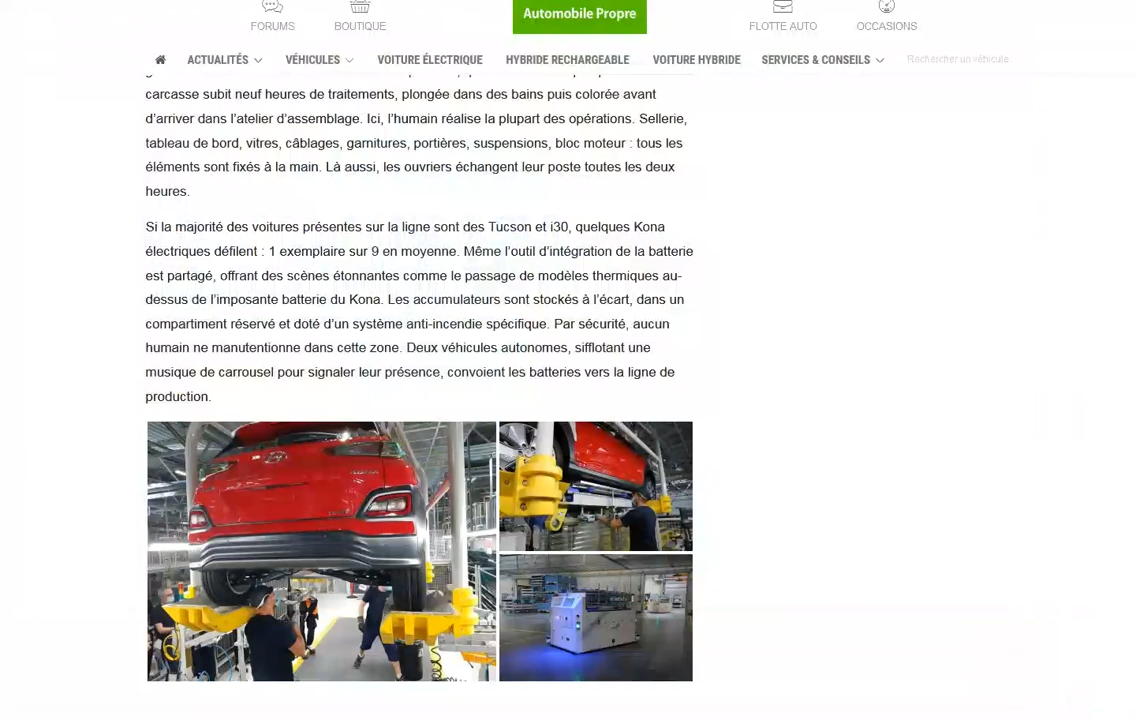 FORUMS
BOUTIQUE
Automobile Propre
FLOTTE AUTO
OCCASIONS
ACTUALITÉS
VÉHICULES
VOITURE ÉLECTRIQUE
HYBRIDE RECHARGEABLE
VOITURE HYBRIDE
SERVICES & CONSEILS
Rechercher un véhicule
carcasse subit neuf heures de traitements, plongée dans des bains puis colorée avant
d’arriver dans l’atelier d’assemblage. Ici, l’humain réalise la plupart des opérations. Sellerie,
tableau de bord, vitres, câblages, garnitures, portières, suspensions, bloc moteur : tous les
éléments sont fixés à la main. Là aussi, les ouvriers échangent leur poste toutes les deux
heures.
Si la majorité des voitures présentes sur la ligne sont des Tucson et i30, quelques Kona
électriques défilent : 1 exemplaire sur 9 en moyenne. Même l’outil d’intégration de la batterie
est partagé, offrant des scènes étonnantes comme le passage de modèles thermiques au-
dessus de l’imposante batterie du Kona. Les accumulateurs sont stockés à l’écart, dans un
compartiment réservé et doté d’un système anti-incendie spécifique. Par sécurité, aucun
humain ne manutentionne dans cette zone. Deux véhicules autonomes, sifflotant une
musique de carrousel pour signaler leur présence, convoient les batteries vers la ligne de
production.